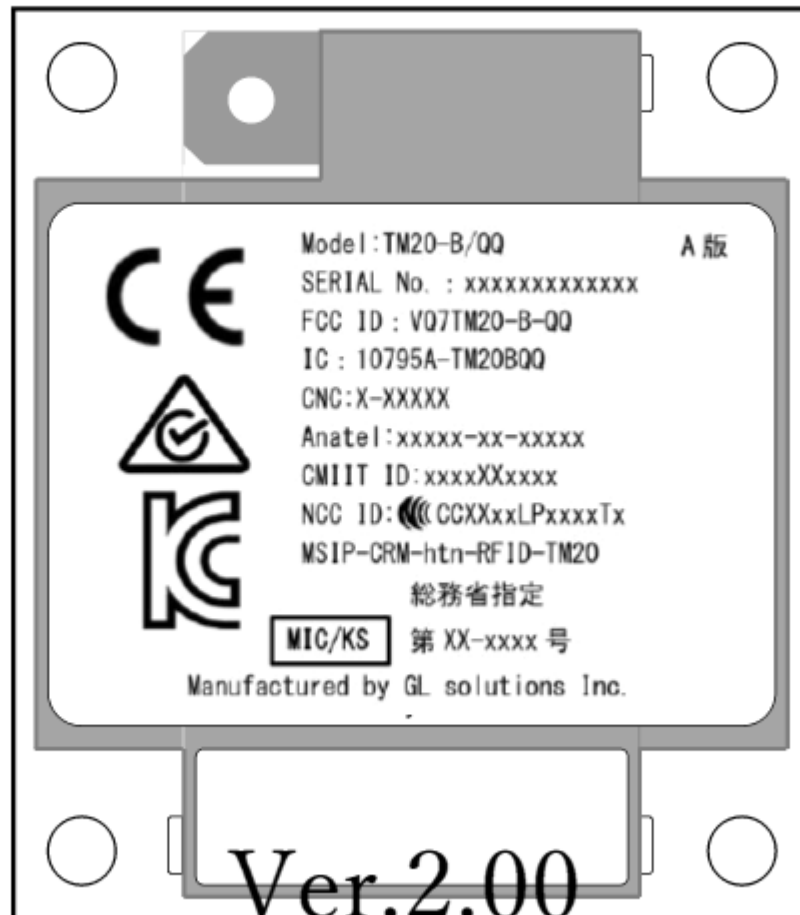 Model:TM20-B/QQ A版
SERIAL No. : xxxxxxxxxxxxx
FCC ID : VQ7TM20-B-QQ
IC : 10795A-TM20BQQ
CNC:X-XXXXX
Anatel:xxxxx-xx-xxxxx
CMIIT ID:xxxxXXxxxx
NCC ID: CCXXxxLPxxxxTx
MSIP-CRM-htn-RFID-TM20
総務省指定
MIC/KS 第 XX-xxxx 号
Manufactured by GL solutions Inc.
Ver.2.00